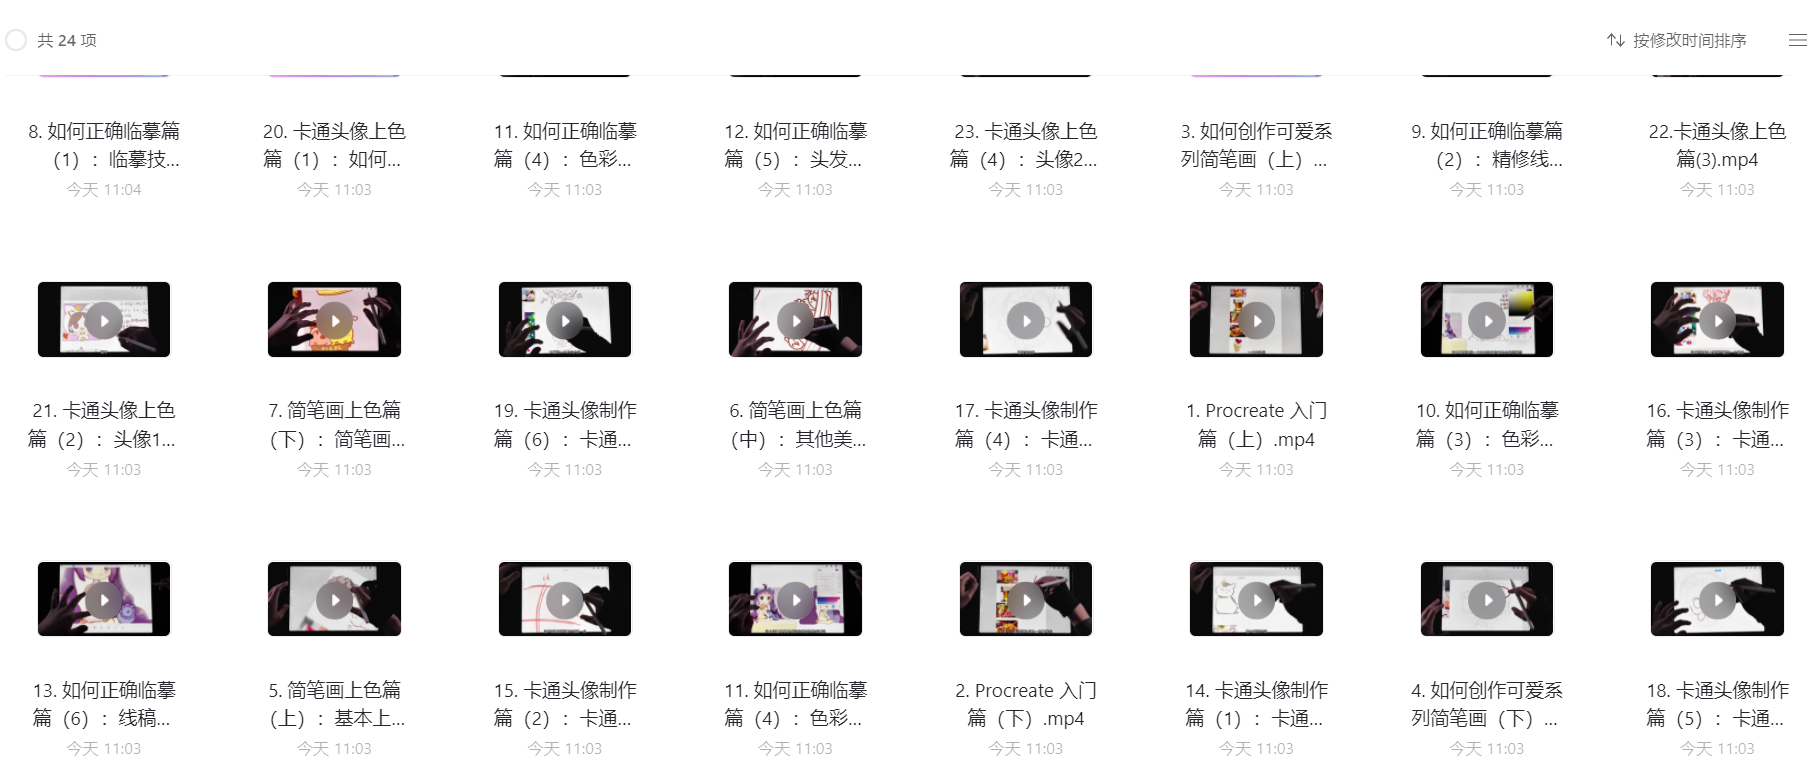 共 24 项
按修改时间排序
8. 如何正确临摹篇
（1）：临摹技...
今天 11:04
20. 卡通头像上色
篇（1）：如何...
今天 11:03
11. 如何正确临摹
篇（4）：色彩...
今天 11:03
12. 如何正确临摹
篇（5）：头发...
今天 11:03
23. 卡通头像上色
篇（4）：头像2...
今天 11:03
3. 如何创作可爱系
列简笔画（上）...
今天 11:03
9. 如何正确临摹篇
（2）：精修线...
今天 11:03
22.卡通头像上色
篇(3).mp4
今天 11:03
21. 卡通头像上色
篇（2）：头像1...
今天 11:03
7. 简笔画上色篇
（下）：简笔画...
今天 11:03
19. 卡通头像制作
篇（6）：卡通...
今天 11:03
6. 简笔画上色篇
（中）：其他美...
今天 11:03
17. 卡通头像制作
篇（4）：卡通...
今天 11:03
1. Procreate 入门
篇（上）.mp4
今天 11:03
10. 如何正确临摹
篇（3）：色彩...
今天 11:03
16. 卡通头像制作
篇（3）：卡通...
今天 11:03
13. 如何正确临摹
篇（6）：线稿...
今天 11:03
5. 简笔画上色篇
（上）：基本上...
今天 11:03
15. 卡通头像制作
篇（2）：卡通...
今天 11:03
11. 如何正确临摹
篇（4）：色彩...
今天 11:03
2. Procreate 入门
篇（下）.mp4
今天 11:03
14. 卡通头像制作
篇（1）：卡通...
今天 11:03
4. 如何创作可爱系
列简笔画（下）...
今天 11:03
18. 卡通头像制作
篇（5）：卡通...
今天 11:03